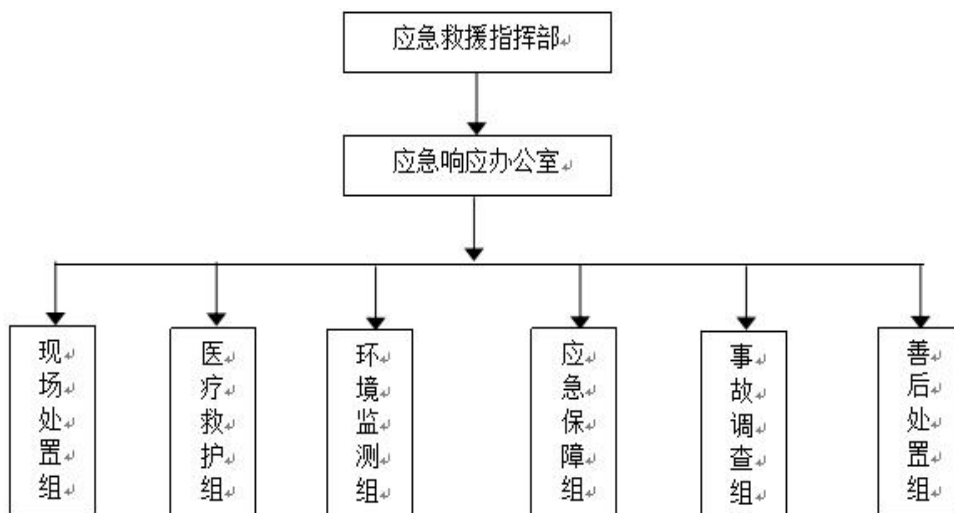 应急救援指挥部
应急响应办公室
现场处置组
医疗救护组
环境监测组
应急保障组
事故调查组
善后处置组